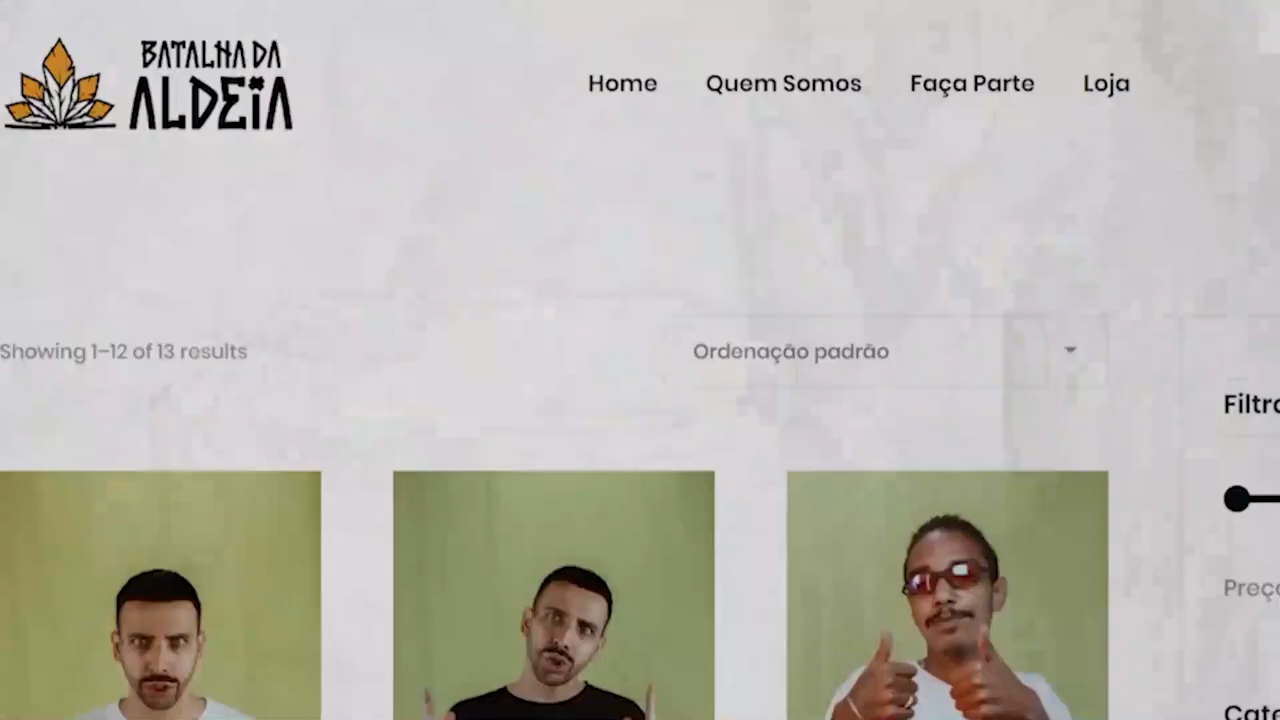 BATALHA DA
ALDEIA
Home Quem Somos Faça Parte Loja
Showing 1–12 of 13 results
Ordenação padrão